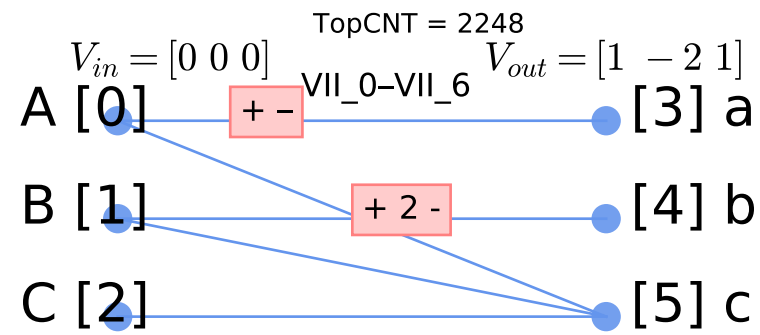 TopCNT = 2248
V_in = [0 0 0]
V_out = [1 −2 1]
VII_0–VII_6
A [0]
+ −
[3] a
B [1]
+ 2 -
[4] b
C [2]
[5] c